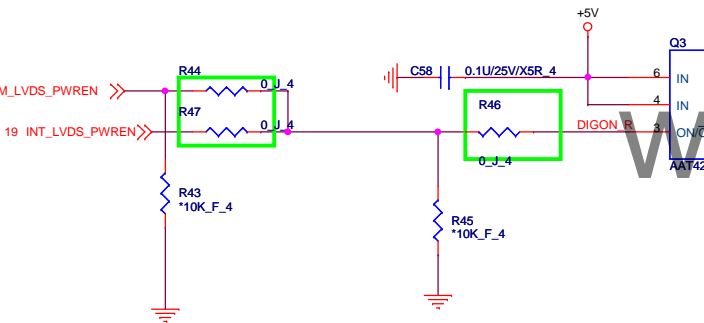 +5V
Q3
R44
C58 0.1U/25V/X5R_4
6 IN
M_LVDS_PWREN
0_J_4
R47
R46
4 IN
0_J_4
DIGON_R
19 INT_LVDS_PWREN
3 ON/
0_J_4
AAT42
R43
*10K_F_4
R45
*10K_F_4